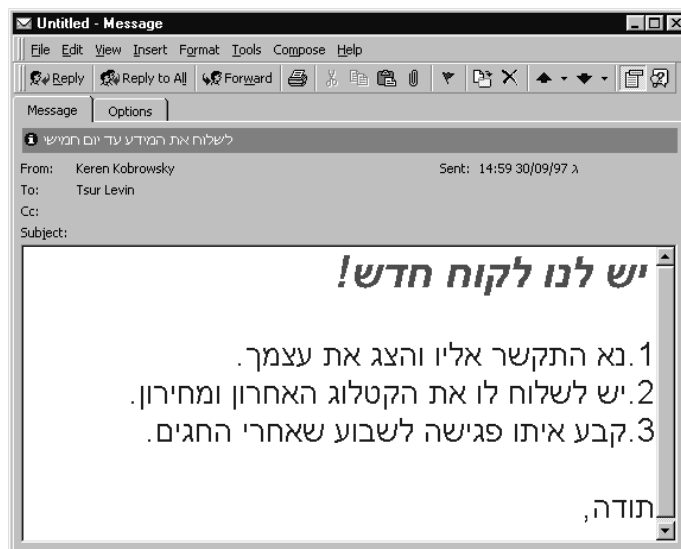 Untitled - Message
File Edit View Insert Format Tools Compose Help
Reply Reply to All Forward
Message Options
לשלוח את המידע עד יום חמישי
From: Keren Kobrowsky Sent: 14:59 30/09/97 ג
To: Tsur Levin
Cc:
Subject:
יש לנו לקוח חדש!
1.נא התקשר אליו והצג את עצמך.
2.יש לשלוח לו את הקטלוג האחרון ומחירון.
3.קבע איתו פגישה לשבוע שאחרי החגים.
תודה,